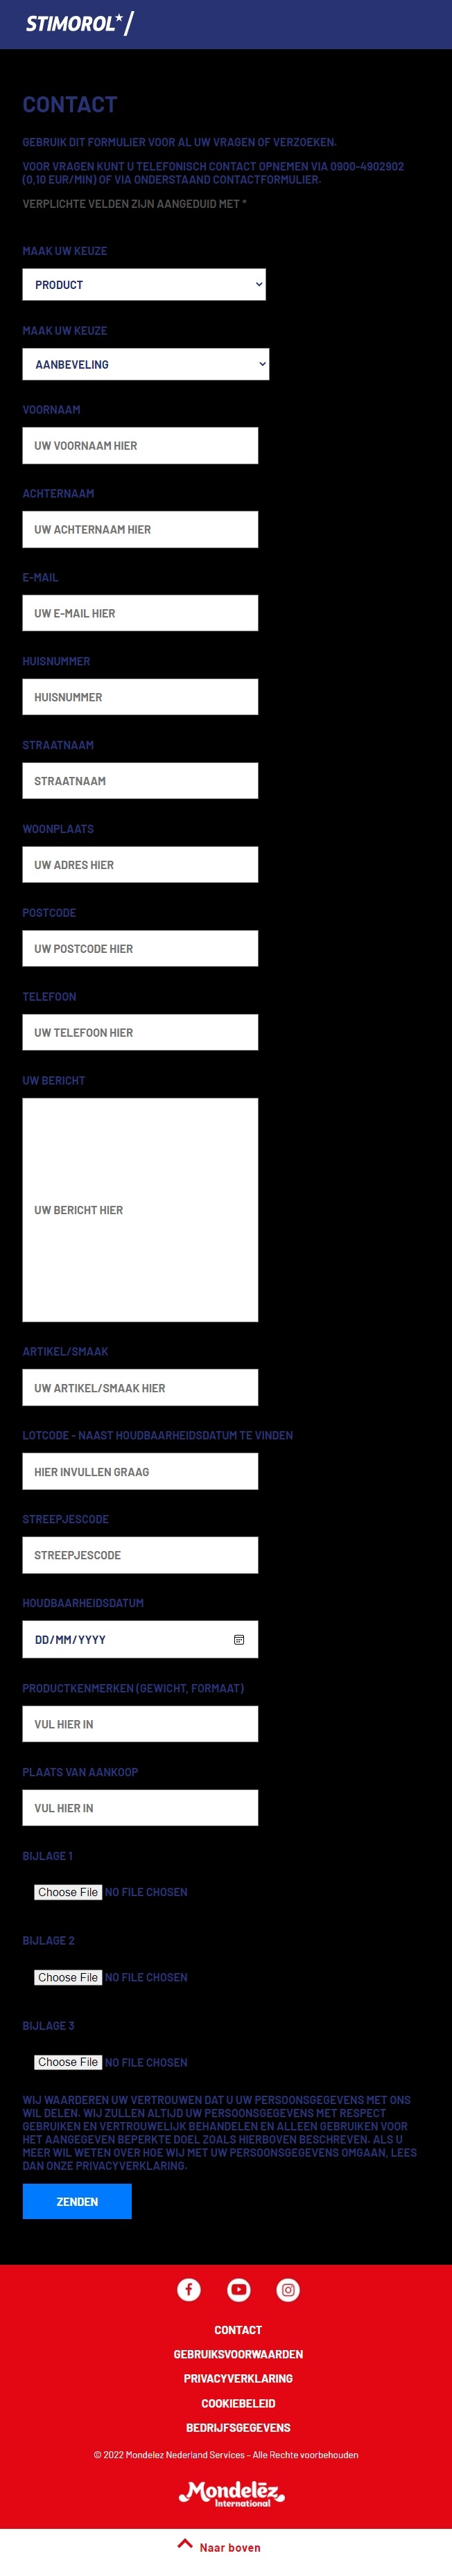 STIMOROL
CONTACT
GEBRUIK DIT FORMULIER VOOR AL UW VRAGEN OF VERZOEKEN.
VOOR VRAGEN KUNT U TELEFONISCH CONTACT OPNEMEN VIA 0900-4902902
(0,10 EUR/MIN) OF VIA ONDERSTAAND CONTACTFORMULIER.
VERPLICHTE VELDEN ZIJN AANGEDUID MET *
MAAK UW KEUZE
PRODUCT
MAAK UW KEUZE
AANBEVELING
VOORNAAM
UW VOORNAAM HIER
ACHTERNAAM
UW ACHTERNAAM HIER
E-MAIL
UW E-MAIL HIER
HUISNUMMER
HUISNUMMER
STRAATNAAM
STRAATNAAM
WOONPLAATS
UW ADRES HIER
POSTCODE
UW POSTCODE HIER
TELEFOON
UW TELEFOON HIER
UW BERICHT
UW BERICHT HIER
ARTIKEL/SMAAK
UW ARTIKEL/SMAAK HIER
LOTCODE - NAAST HOUDBAARHEIDSDATUM TE VINDEN
HIER INVULLEN GRAAG
STREEPJESCODE
STREEPJESCODE
HOUDBAARHEIDSDATUM
DD/MM/YYYY
PRODUCTKENMERKEN (GEWICHT, FORMAAT)
VUL HIER IN
PLAATS VAN AANKOOP
VUL HIER IN
BIJLAGE 1
Choose File NO FILE CHOSEN
BIJLAGE 2
Choose File NO FILE CHOSEN
BIJLAGE 3
Choose File NO FILE CHOSEN
WIJ WAARDEREN UW VERTROUWEN DAT U UW PERSOONSGEGEVENS MET ONS
WIL DELEN. WIJ ZULLEN ALTIJD UW PERSOONSGEGEVENS MET RESPECT
GEBRUIKEN EN VERTROUWELIJK BEHANDELEN EN ALLEEN GEBRUIKEN VOOR
HET AANGEGEVEN BEPERKTE DOEL ZOALS HIERBOVEN BESCHREVEN. ALS U
MEER WIL WETEN OVER HOE WIJ MET UW PERSOONSGEGEVENS OMGAAN, LEES
DAN ONZE PRIVACYVERKLARING.
ZENDEN
CONTACT
GEBRUIKSVOORWAARDEN
PRIVACYVERKLARING
COOKIEBELEID
BEDRIJFSGEGEVENS
© 2022 Mondelez Nederland Services – Alle Rechte voorbehouden
Mondelēz
International
Naar boven